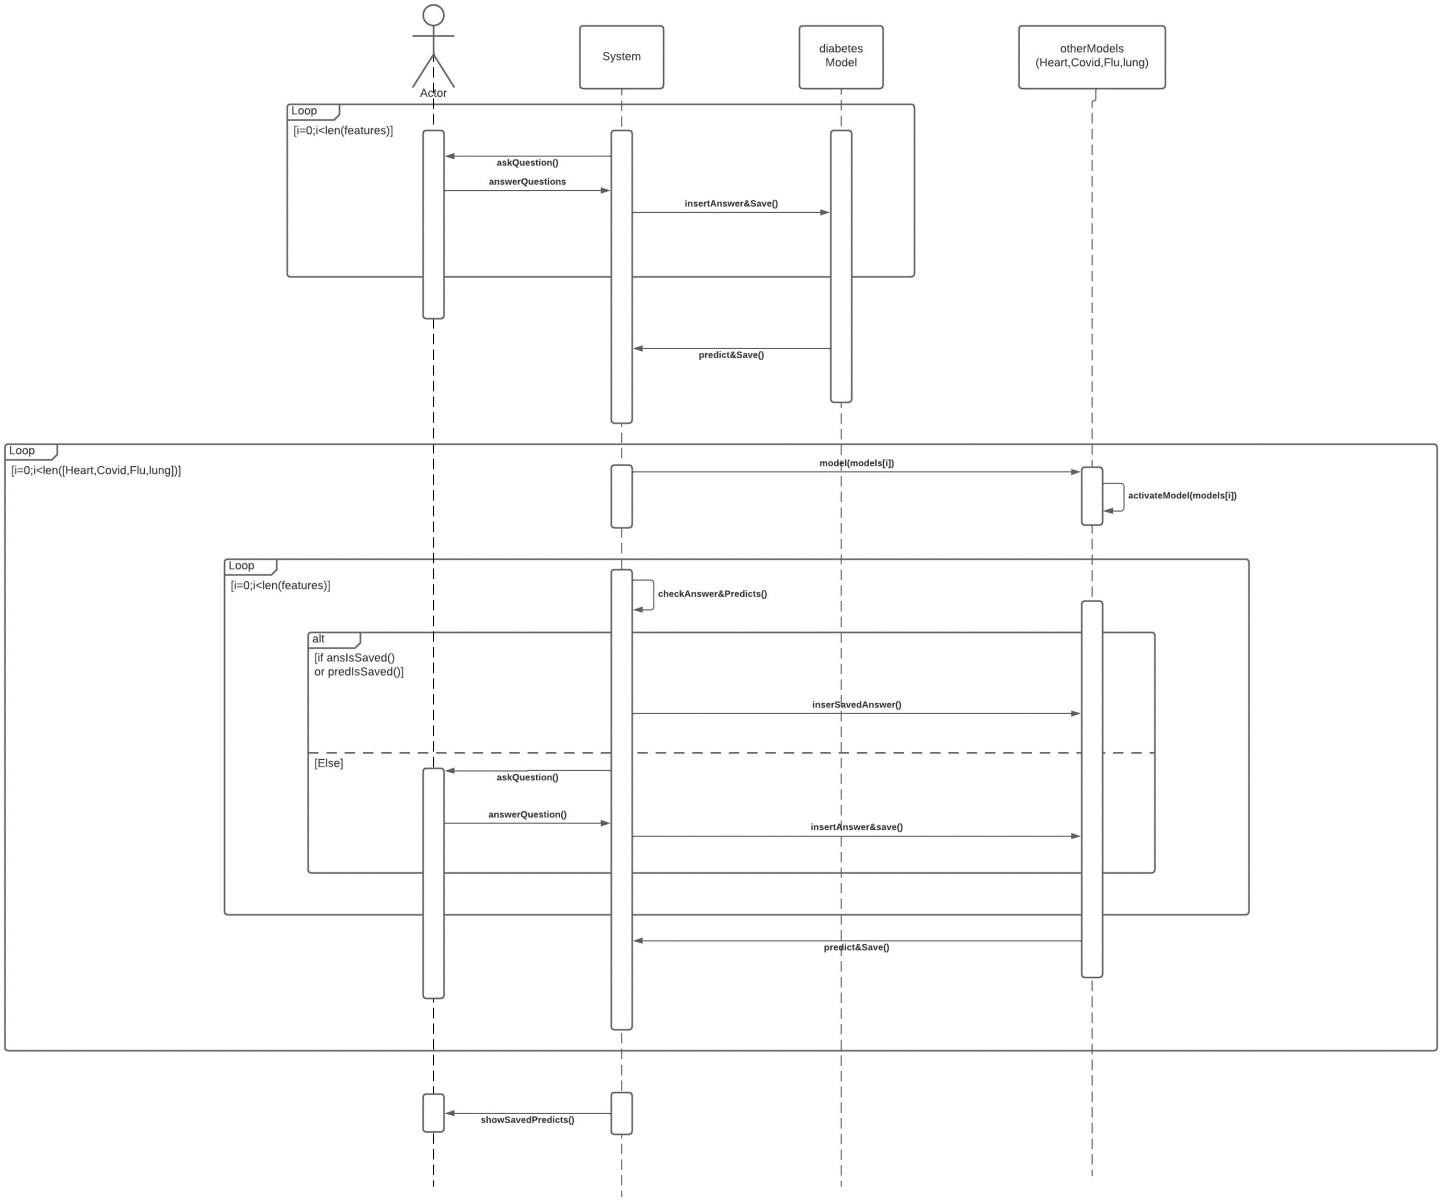 System
diabetes
Model
otherModels
(Heart,Covid,Flu,lung)
Actor
Loop
[i=0;i<len(features)]
askQuestion()
answerQuestions
insertAnswer&Save()
predict&Save()
Loop
[i=0;i<len([Heart,Covid,Flu,lung])]
model(models[i])
activateModel(models[i])
Loop
[i=0;i<len(features)]
checkAnswer&Predicts()
alt
[if ansIsSaved()
or predIsSaved()]
inserSavedAnswer()
[Else]
askQuestion()
answerQuestion()
insertAnswer&save()
predict&Save()
showSavedPredicts()